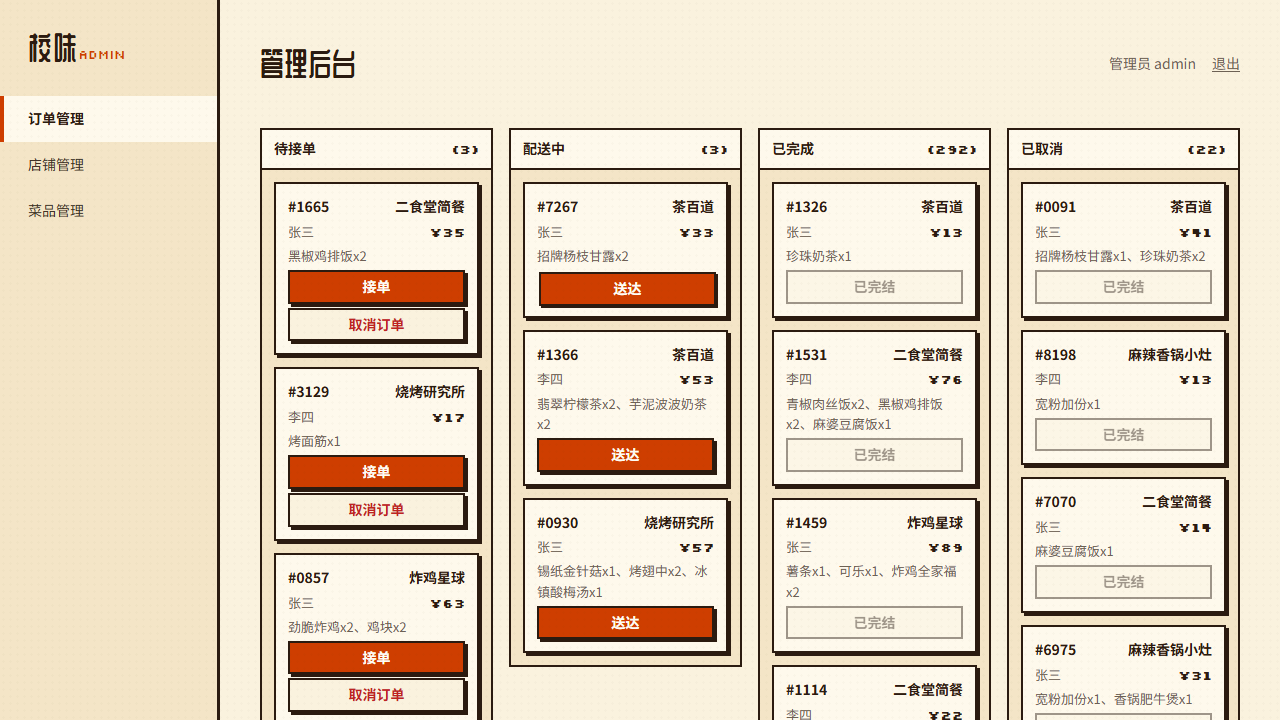 校味 ADMIN
订单管理
店铺管理
菜品管理
管理后台
管理员 admin 退出
待接单 (3)
#1665 二食堂简餐
张三 ¥35
黑椒鸡排饭x2
接单
取消订单
#3129 烧烤研究所
李四 ¥17
烤面筋x1
接单
取消订单
#0857 炸鸡星球
张三 ¥63
劲脆炸鸡x2、鸡块x2
接单
取消订单
配送中 (3)
#7267 茶百道
张三 ¥33
招牌杨枝甘露x2
送达
#1366 茶百道
李四 ¥53
翡翠柠檬茶x2、芋泥波波奶茶
x2
送达
#0930 烧烤研究所
张三 ¥57
锡纸金针菇x1、烤翅中x2、冰
镇酸梅汤x1
送达
已完成 (292)
#1326 茶百道
张三 ¥13
珍珠奶茶x1
已完结
#1531 二食堂简餐
李四 ¥76
青椒肉丝饭x2、黑椒鸡排饭
x2、麻婆豆腐饭x1
已完结
#1459 炸鸡星球
张三 ¥89
薯条x1、可乐x1、炸鸡全家福
x2
已完结
#1114 二食堂简餐
李四 ¥22
已取消 (22)
#0091 茶百道
张三 ¥41
招牌杨枝甘露x1、珍珠奶茶x2
已完结
#8198 麻辣香锅小灶
李四 ¥13
宽粉加份x1
已完结
#7070 二食堂简餐
张三 ¥14
麻婆豆腐饭x1
已完结
#6975 麻辣香锅小灶
张三 ¥31
宽粉加份x1、香锅肥牛煲x1